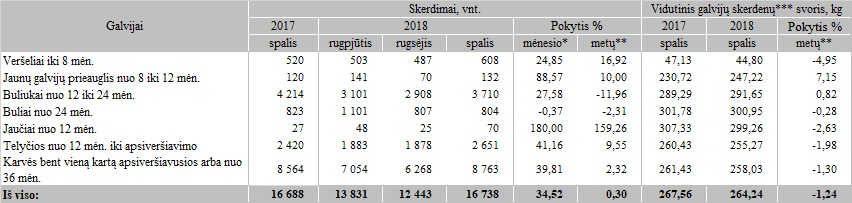 Galvijai Skerdimai, vnt. Vidutinis galvijų skerdenų*** svoris, kg
2017 2018 Pokytis % 2017 2018 Pokytis %
spalis rugpjūtis rugsėjis spalis mėnesio* metų** spalis spalis metų**
Veršeliai iki 8 mėn. 520 503 487 608 24,85 16,92 47,13 44,80 -4,95
Jaunų galvijų prieauglis nuo 8 iki 12 mėn. 120 141 70 132 88,57 10,00 230,72 247,22 7,15
Buliukai nuo 12 iki 24 mėn. 4 214 3 101 2 908 3 710 27,58 -11,96 289,29 291,65 0,82
Buliai nuo 24 mėn. 823 1 101 807 804 -0,37 -2,31 301,78 300,95 -0,28
Jaučiai nuo 12 mėn. 27 48 25 70 180,00 159,26 307,33 299,26 -2,63
Telyčios nuo 12 mėn. iki apsiveršiavimo 2 420 1 883 1 878 2 651 41,16 9,55 260,43 255,27 -1,98
Karvės bent vieną kartą apsiveršiavusios arba nuo
36 mėn. 8 564 7 054 6 268 8 763 39,81 2,32 261,43 258,03 -1,30
Iš viso: 16 688 13 831 12 443 16 738 34,52 0,30 267,56 264,24 -1,24